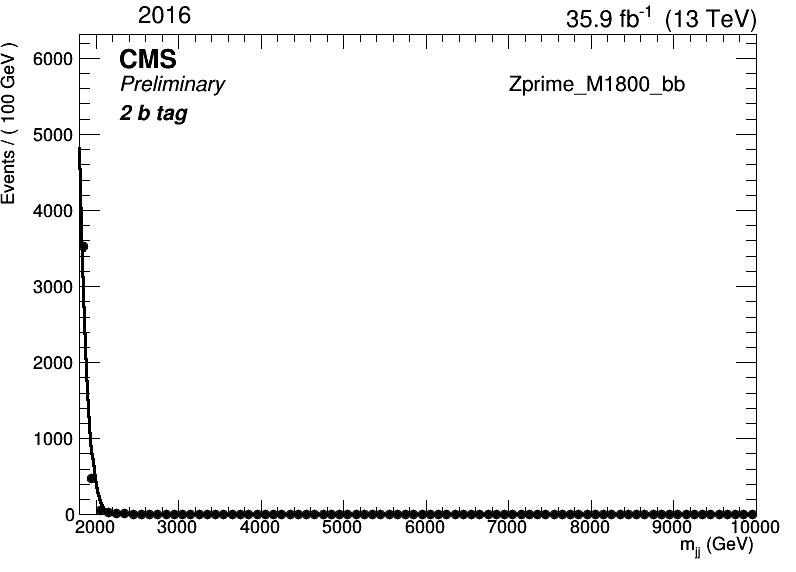 2016
35.9 fb⁻¹ (13 TeV)
CMS
Preliminary
2 b tag
Zprime_M1800_bb
Events / ( 100 GeV )
6000
5000
4000
3000
2000
1000
0
2000 3000 4000 5000 6000 7000 8000 9000 10000
m_jj (GeV)